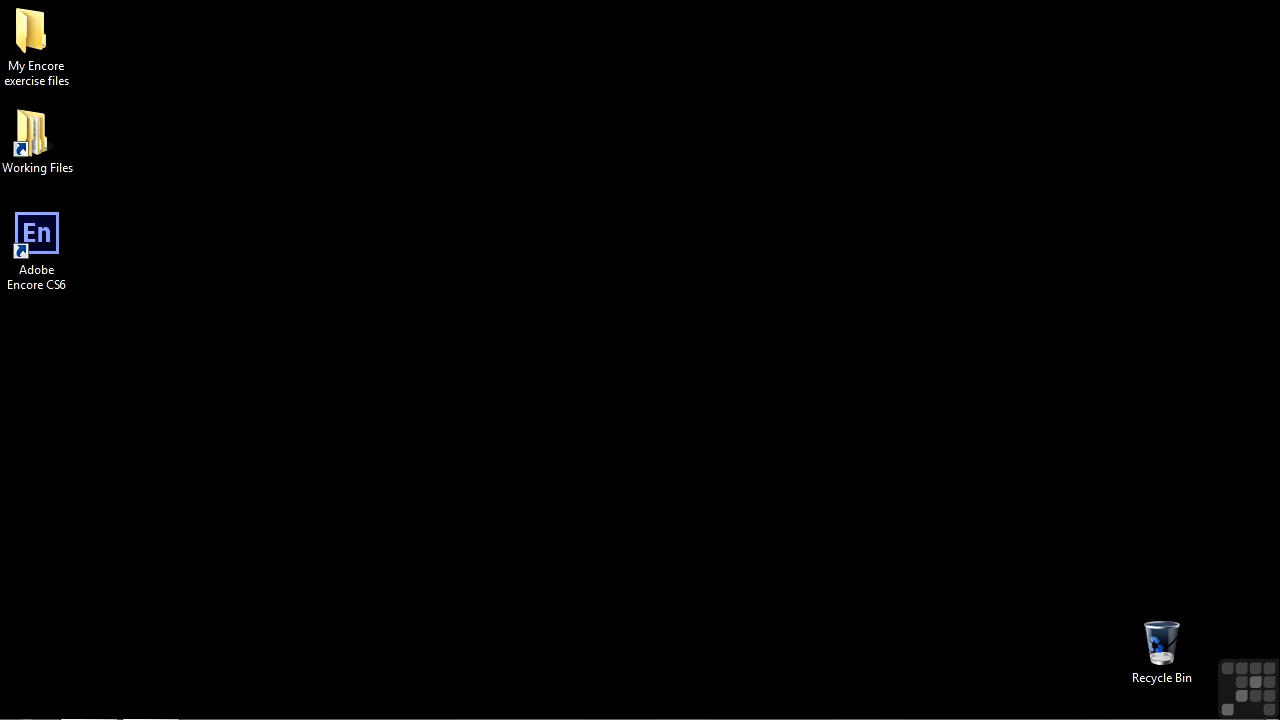 My Encore
exercise files
Working Files
En
Adobe
Encore CS6
Recycle Bin